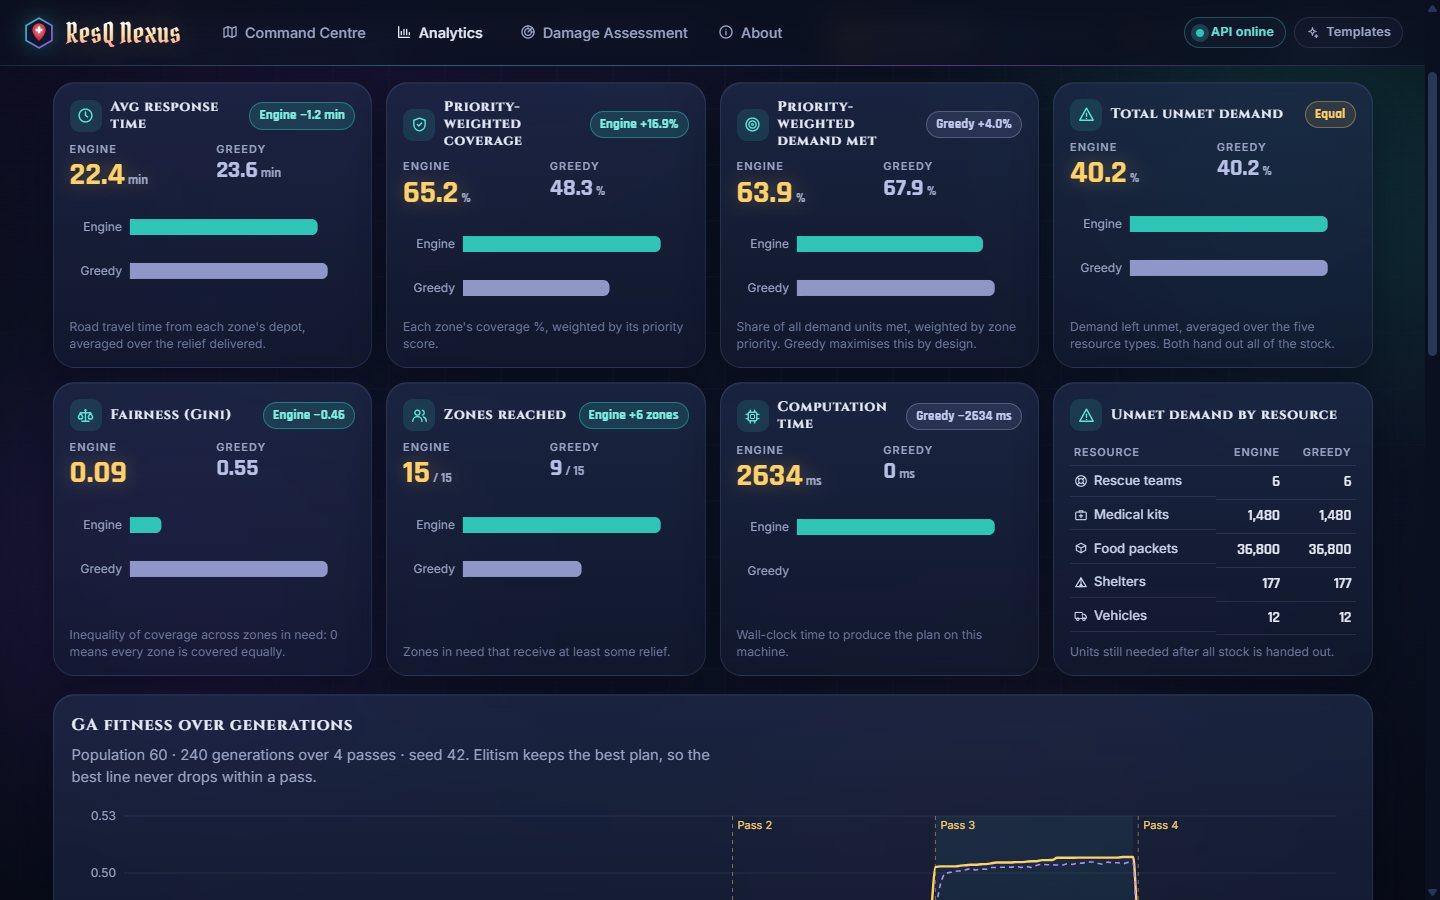 ResQ Nexus
Command Centre
Analytics
Damage Assessment
About
API online
Templates
Avg response time
Engine −1.2 min
ENGINE
22.4 min
GREEDY
23.6 min
Engine
Greedy
Road travel time from each zone's depot,
averaged over the relief delivered.
Priority-
weighted
coverage
Engine +16.9%
ENGINE
65.2 %
GREEDY
48.3 %
Engine
Greedy
Each zone's coverage %, weighted by its priority
score.
Priority-
weighted
demand met
Greedy +4.0%
ENGINE
63.9 %
GREEDY
67.9 %
Engine
Greedy
Share of all demand units met, weighted by zone
priority. Greedy maximises this by design.
Total unmet demand
Equal
ENGINE
40.2 %
GREEDY
40.2 %
Engine
Greedy
Demand left unmet, averaged over the five
resource types. Both hand out all of the stock.
Fairness (Gini)
Engine −0.46
ENGINE
0.09
GREEDY
0.55
Engine
Greedy
Inequality of coverage across zones in need: 0
means every zone is covered equally.
Zones reached
Engine +6 zones
ENGINE
15 / 15
GREEDY
9 / 15
Engine
Greedy
Zones in need that receive at least some relief.
Computation
time
Greedy −2634 ms
ENGINE
2634 ms
GREEDY
0 ms
Engine
Greedy
Wall-clock time to produce the plan on this
machine.
Unmet demand by resource
RESOURCE ENGINE GREEDY
Rescue teams 6 6
Medical kits 1,480 1,480
Food packets 36,800 36,800
Shelters 177 177
Vehicles 12 12
Units still needed after all stock is handed out.
GA fitness over generations
Population 60 · 240 generations over 4 passes · seed 42. Elitism keeps the best plan, so the
best line never drops within a pass.
0.53
Pass 2
Pass 3
Pass 4
0.50